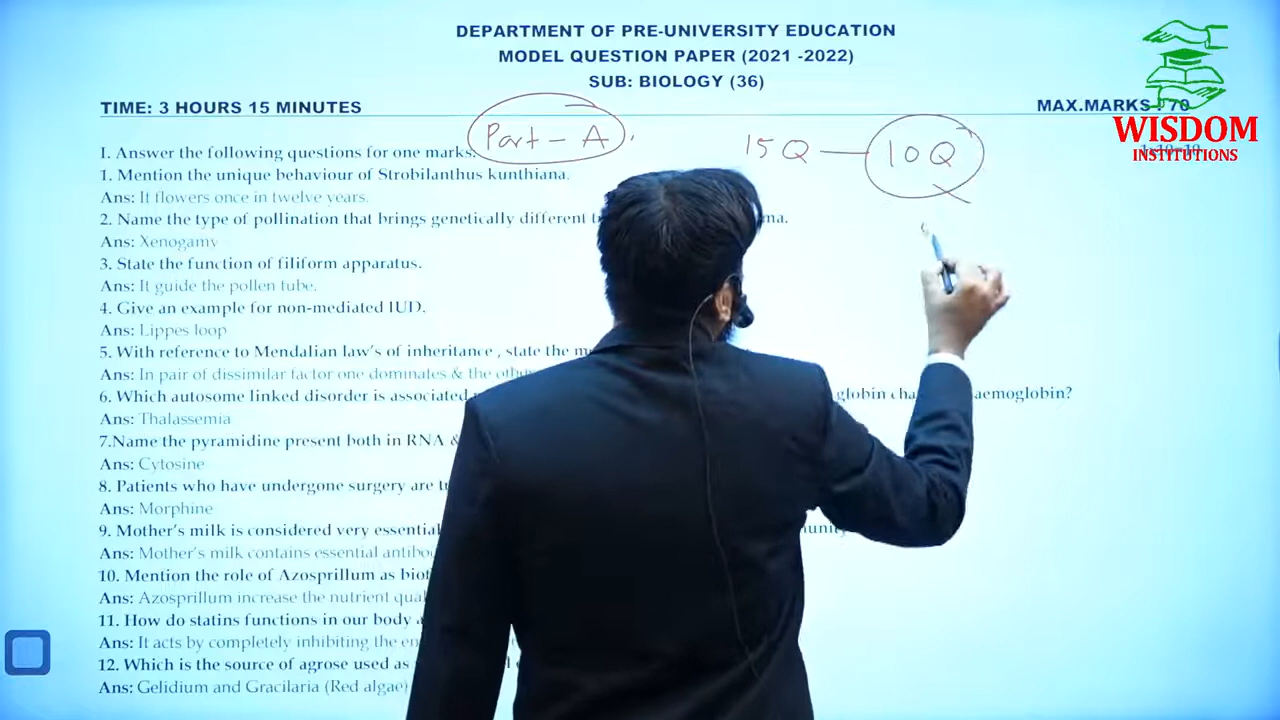 DEPARTMENT OF PRE-UNIVERSITY EDUCATION
MODEL QUESTION PAPER (2021 -2022)
SUB: BIOLOGY (36)
TIME: 3 HOURS 15 MINUTES
MAX.MARKS : 70
WISDOM
INSTITUTIONS
Part - A
15 Q — 10 Q
I. Answer the following questions for one marks.
1. Mention the unique behaviour of Strobilanthus kunthiana.
Ans: It flowers once in twelve years.
2. Name the type of pollination that brings genetically different
Ans: Xenogamy
3. State the function of filiform apparatus.
Ans: It guide the pollen tube.
4. Give an example for non-mediated IUD.
Ans: Lippes loop
5. With reference to Mendalian law's of inheritance , state the
Ans: In pair of dissimilar factor one dominates & the
6. Which autosome linked disorder is associated globin aemoglobin?
Ans: Thalassemia
7.Name the pyramidine present both in RNA &
Ans: Cytosine
8. Patients who have undergone surgery are
Ans: Morphine
9. Mother's milk is considered very essential
Ans: Mother's milk contains essential
10. Mention the role of Azosprillum as
Ans: Azosprillum increase the nutrient
11. How do statins functions in our body
Ans: It acts by completely inhibiting the
12. Which is the source of agrose used as
Ans: Gelidium and Gracilaria (Red algae)